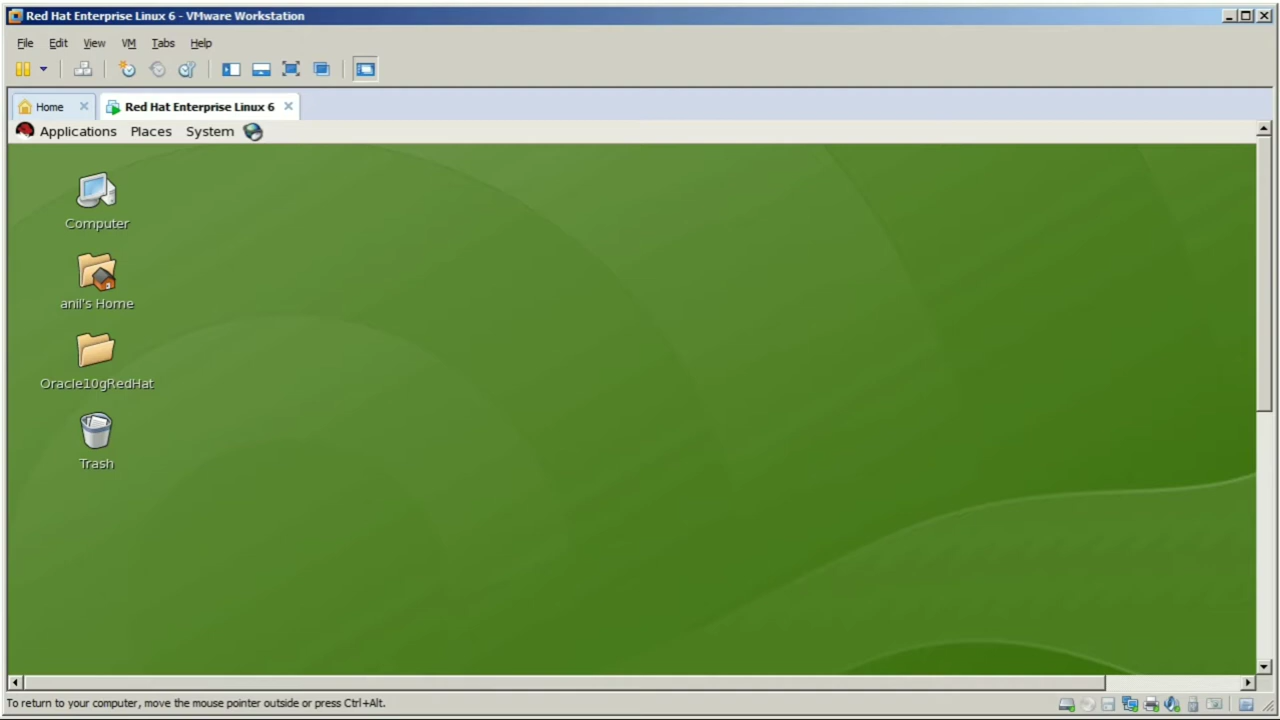 Red Hat Enterprise Linux 6 - VMware Workstation
File Edit View VM Tabs Help
Home Red Hat Enterprise Linux 6
Applications Places System
Computer
anil's Home
Oracle10gRedHat
Trash
To return to your computer, move the mouse pointer outside or press Ctrl+Alt.